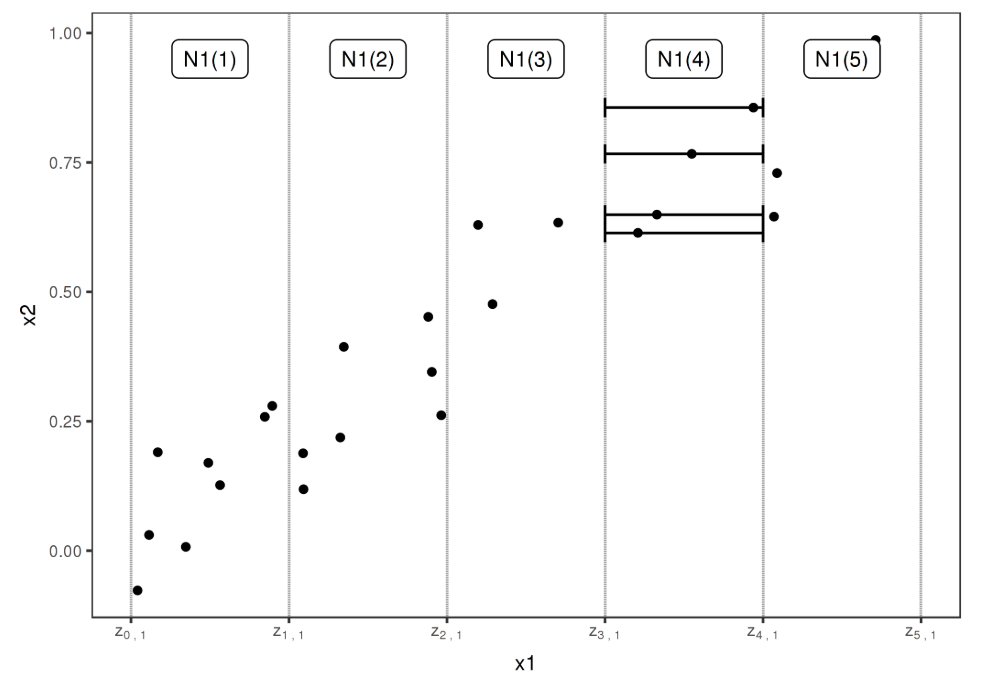 1.00
N1(1) N1(2) N1(3) N1(4) N1(5)
0.75
0.50
x2
0.25
0.00
z0,1 z1,1 z2,1 z3,1 z4,1 z5,1
x1